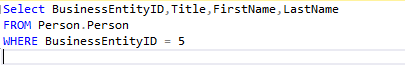 Select BusinessEntityID,Title,FirstName,LastName
FROM Person.Person
WHERE BusinessEntityID = 5